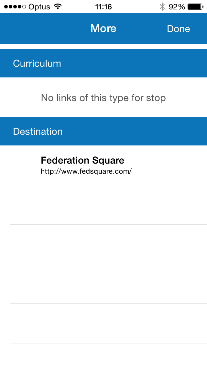 Optus 11:16 92%
More Done
Curriculum
No links of this type for stop
Destination
Federation Square
http://www.fedsquare.com/